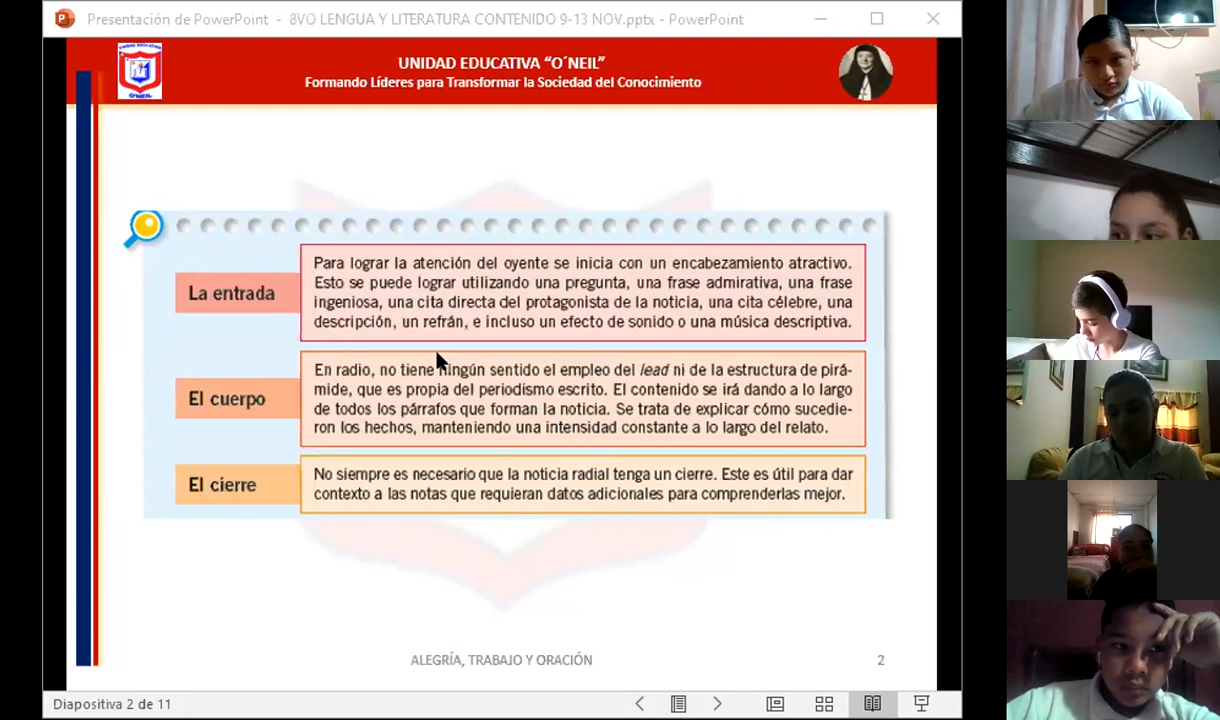 Presentación de PowerPoint - 8VO LENGUA Y LITERATURA CONTENIDO 9-13 NOV.pptx - PowerPoint
UNIDAD EDUCATIVA “O´NEIL”
Formando Líderes para Transformar la Sociedad del Conocimiento
O'NEIL
La entrada
Para lograr la atención del oyente se inicia con un encabezamiento atractivo.
Esto se puede lograr utilizando una pregunta, una frase admirativa, una frase
ingeniosa, una cita directa del protagonista de la noticia, una cita célebre, una
descripción, un refrán, e incluso un efecto de sonido o una música descriptiva.
El cuerpo
En radio, no tiene ningún sentido el empleo del lead ni de la estructura de pirá-
mide, que es propia del periodismo escrito. El contenido se irá dando a lo largo
de todos los párrafos que forman la noticia. Se trata de explicar cómo sucedie-
ron los hechos, manteniendo una intensidad constante a lo largo del relato.
El cierre
No siempre es necesario que la noticia radial tenga un cierre. Este es útil para dar
contexto a las notas que requieran datos adicionales para comprenderlas mejor.
ALEGRÍA, TRABAJO Y ORACIÓN
2
Diapositiva 2 de 11